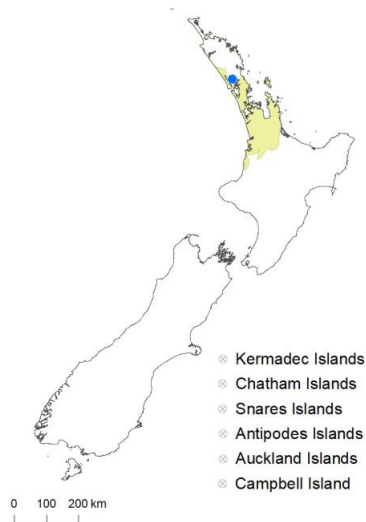 Kermadec Islands
Chatham Islands
Snares Islands
Antipodes Islands
Auckland Islands
Campbell Island
0 100 200 km